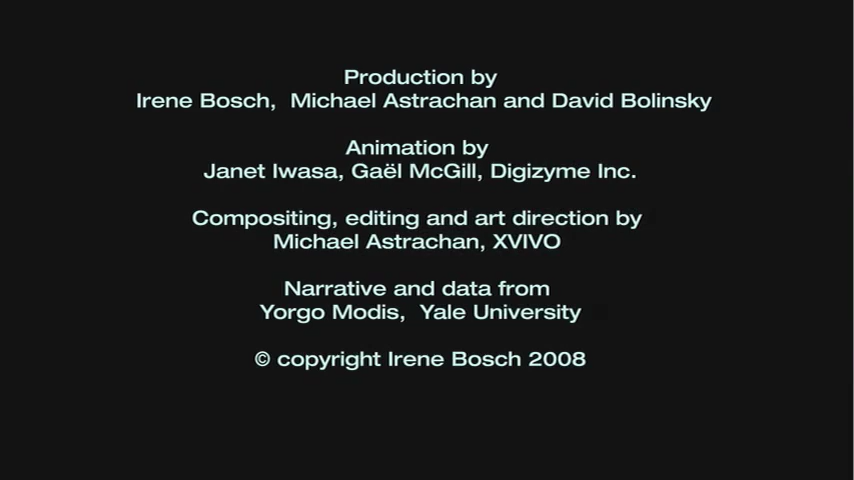 Production by
Irene Bosch, Michael Astrachan and David Bolinsky
Animation by
Janet Iwasa, Gaël McGill, Digizyme Inc.
Compositing, editing and art direction by
Michael Astrachan, XVIVO
Narrative and data from
Yorgo Modis, Yale University
© copyright Irene Bosch 2008